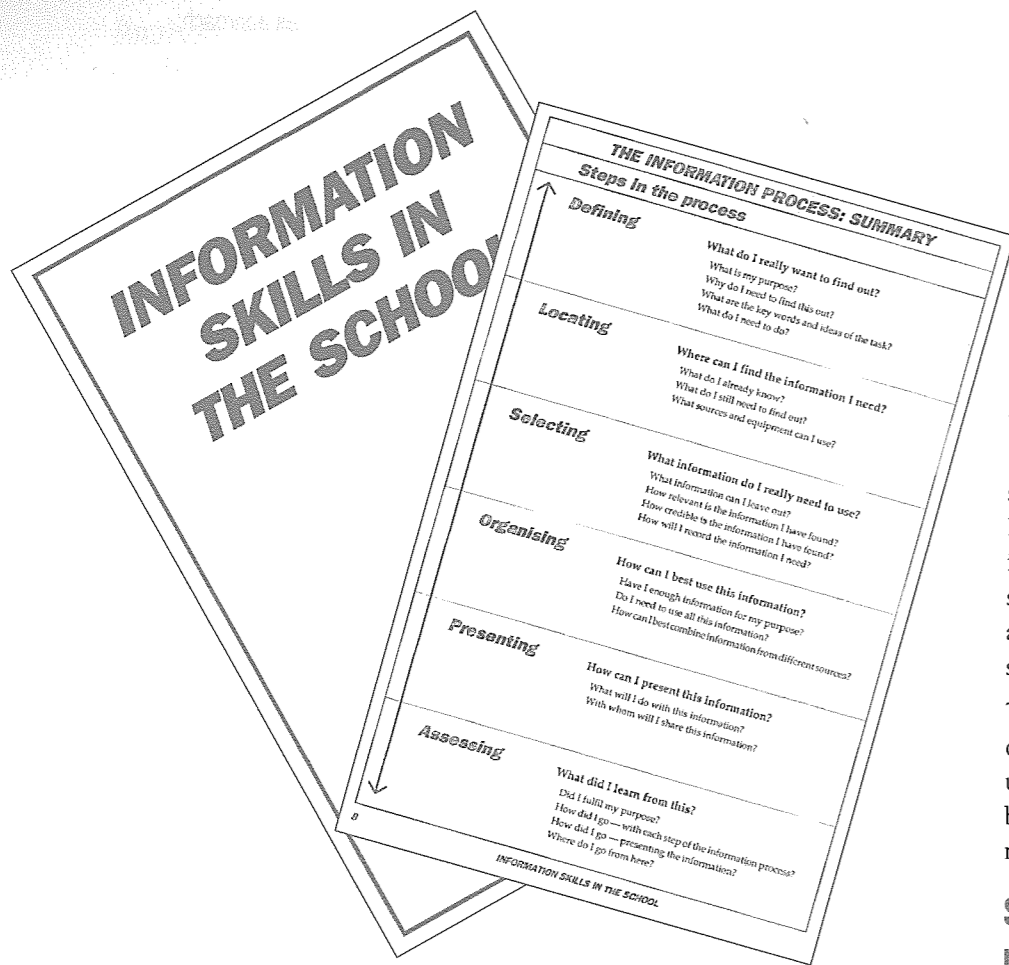 INFORMATION
SKILLS IN
THE SCHOO
THE INFORMATION PROCESS: SUMMARY
Steps in the process
Defining
What do I really want to find out?
What is my purpose?
Why do I need to find this out?
What are the key words and ideas of the task?
What do I need to do?
Locating
Where can I find the information I need?
What do I already know?
What do I still need to find out?
What sources and equipment can I use?
Selecting
What information do I really need to use?
What information can I leave out?
How relevant is the information I have found?
How credible is the information I have found?
How will I record the information I need?
Organising
How can I best use this information?
Have I enough information for my purpose?
Do I need to use all this information?
How can I best combine information from different sources?
Presenting
How can I present this information?
What will I do with this information?
With whom will I share this information?
Assessing
What did I learn from this?
Did I fulfil my purpose?
How did I go — with each step of the information process?
How did I go — presenting the information?
Where do I go from here?
8
INFORMATION SKILLS IN THE SCHOOL